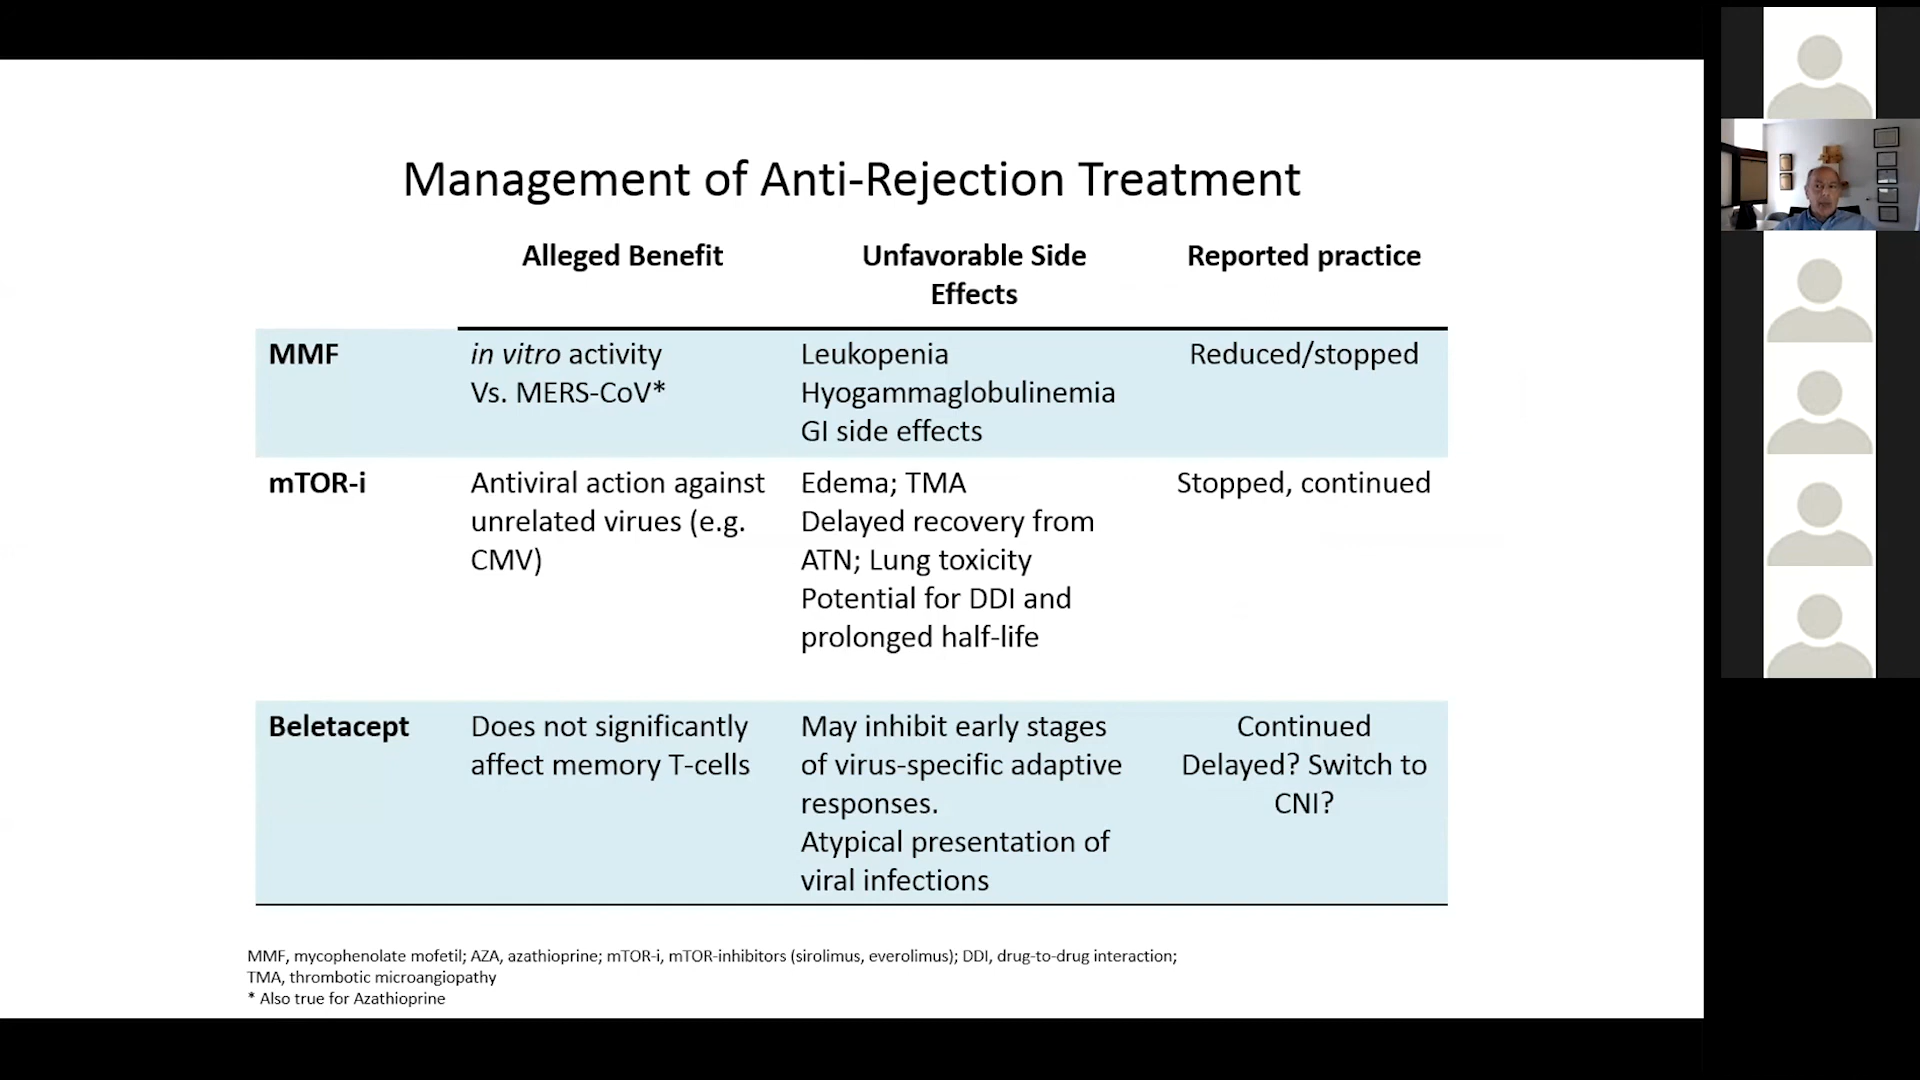 Management of Anti-Rejection Treatment
Alleged Benefit
Unfavorable Side
Effects
Reported practice
MMF
in vitro activity
Vs. MERS-CoV*
Leukopenia
Hyogammaglobulinemia
GI side effects
Reduced/stopped
mTOR-i
Antiviral action against
unrelated virues (e.g.
CMV)
Edema; TMA
Delayed recovery from
ATN; Lung toxicity
Potential for DDI and
prolonged half-life
Stopped, continued
Beletacept
Does not significantly
affect memory T-cells
May inhibit early stages
of virus-specific adaptive
responses.
Atypical presentation of
viral infections
Continued
Delayed? Switch to
CNI?
MMF, mycophenolate mofetil; AZA, azathioprine; mTOR-i, mTOR-inhibitors (sirolimus, everolimus); DDI, drug-to-drug interaction;
TMA, thrombotic microangiopathy
* Also true for Azathioprine